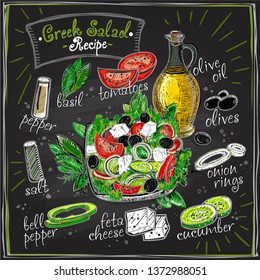 Greek Salad
Recipe
basil
tomatoes
olive
oil
pepper
olives
salt
onion
rings
bell
pepper
feta
cheese
cucumber
shutterstock.com · 1372988051